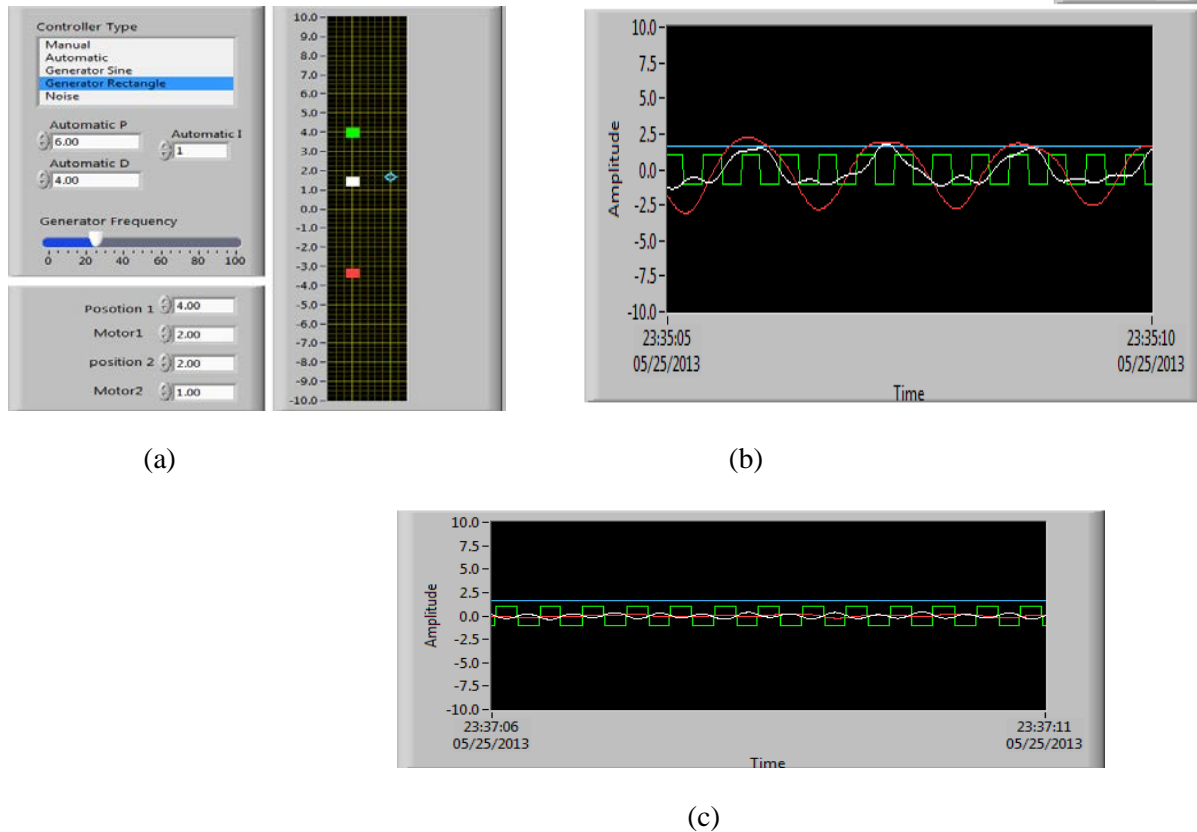 Controller Type
Manual
Automatic
Generator Sine
Generator Rectangle
Noise
Automatic P
6.00
Automatic I
1
Automatic D
4.00
Generator Frequency
0 20 40 60 80 100
Posotion 1 4.00
Motor1 2.00
position 2 2.00
Motor2 1.00
10.0
9.0
8.0
7.0
6.0
5.0
4.0
3.0
2.0
1.0
0.0
-1.0
-2.0
-3.0
-4.0
-5.0
-6.0
-7.0
-8.0
-9.0
-10.0
(a)
Amplitude
10.0
7.5
5.0
2.5
0.0
-2.5
-5.0
-7.5
-10.0
23:35:05 23:35:10
05/25/2013 05/25/2013
Time
(b)
Amplitude
10.0
7.5
5.0
2.5
0.0
-2.5
-5.0
-7.5
-10.0
23:37:06 23:37:11
05/25/2013 05/25/2013
Time
(c)